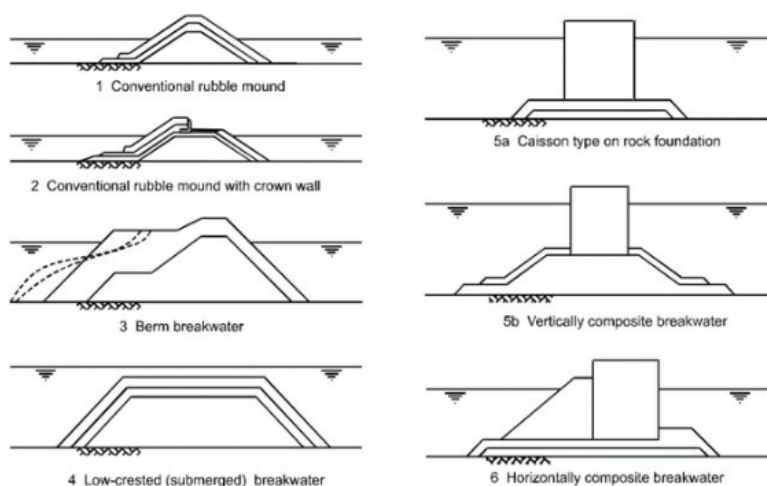 1 Conventional rubble mound
2 Conventional rubble mound with crown wall
3 Berm breakwater
4 Low-crested (submerged) breakwater
5a Caisson type on rock foundation
5b Vertically composite breakwater
6 Horizontally composite breakwater